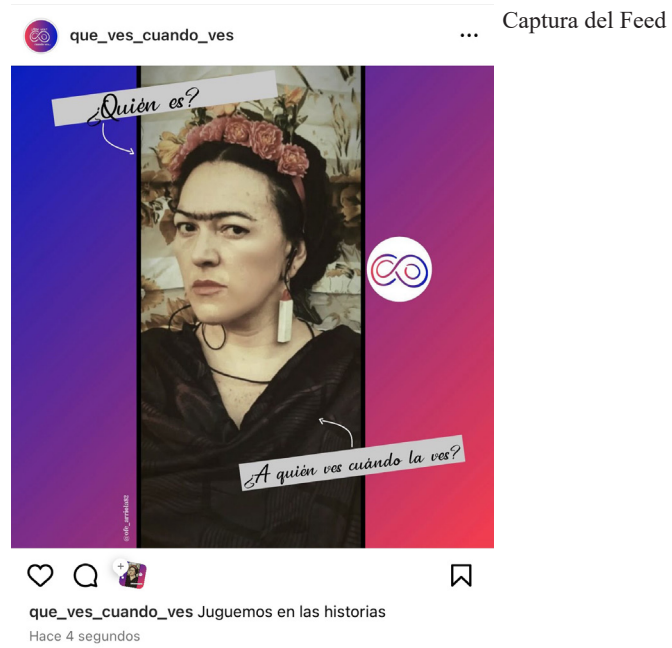 que_ves_cuando_ves
Captura del Feed
¿Quién es?
¿A quién ves cuándo la ves?
que_ves_cuando_ves Juguemos en las historias
Hace 4 segundos